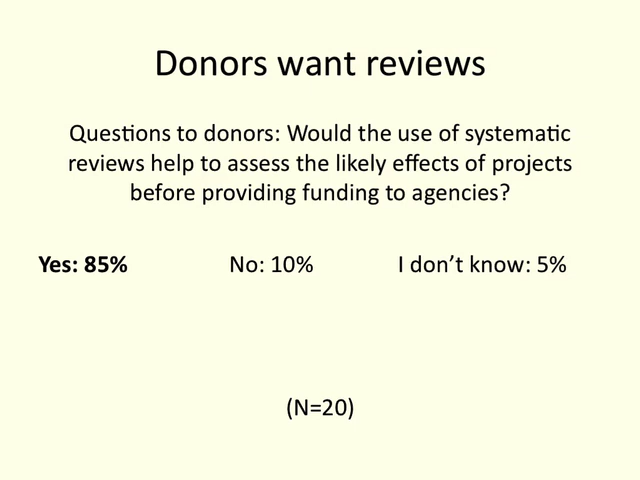 Donors want reviews
Questions to donors: Would the use of systematic
reviews help to assess the likely effects of projects
before providing funding to agencies?
Yes: 85% No: 10% I don’t know: 5%
(N=20)